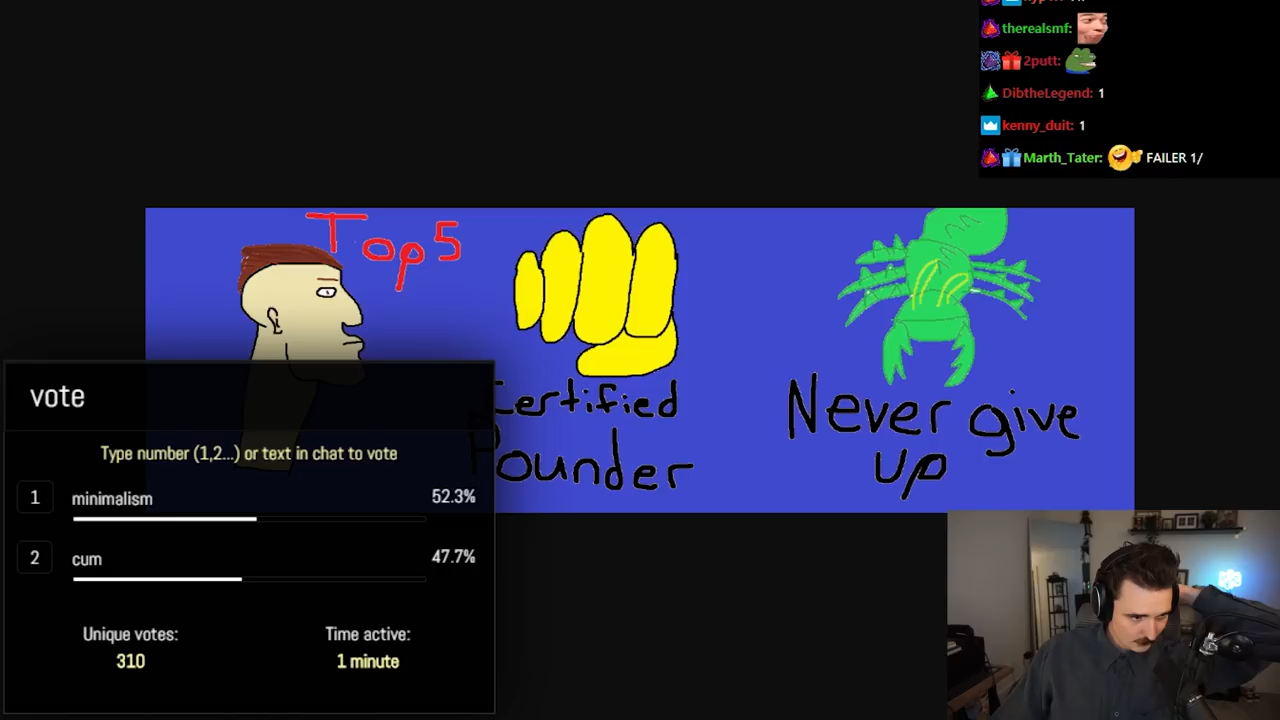 therealsmf:
2putt:
DibtheLegend: 1
kenny_duit: 1
Marth_Tater: FAILER 1/
Top 5
Certified
Pounder
Never give
up
vote
Type number (1,2...) or text in chat to vote
1 minimalism 52.3%
2 cum 47.7%
Unique votes: Time active:
310 1 minute